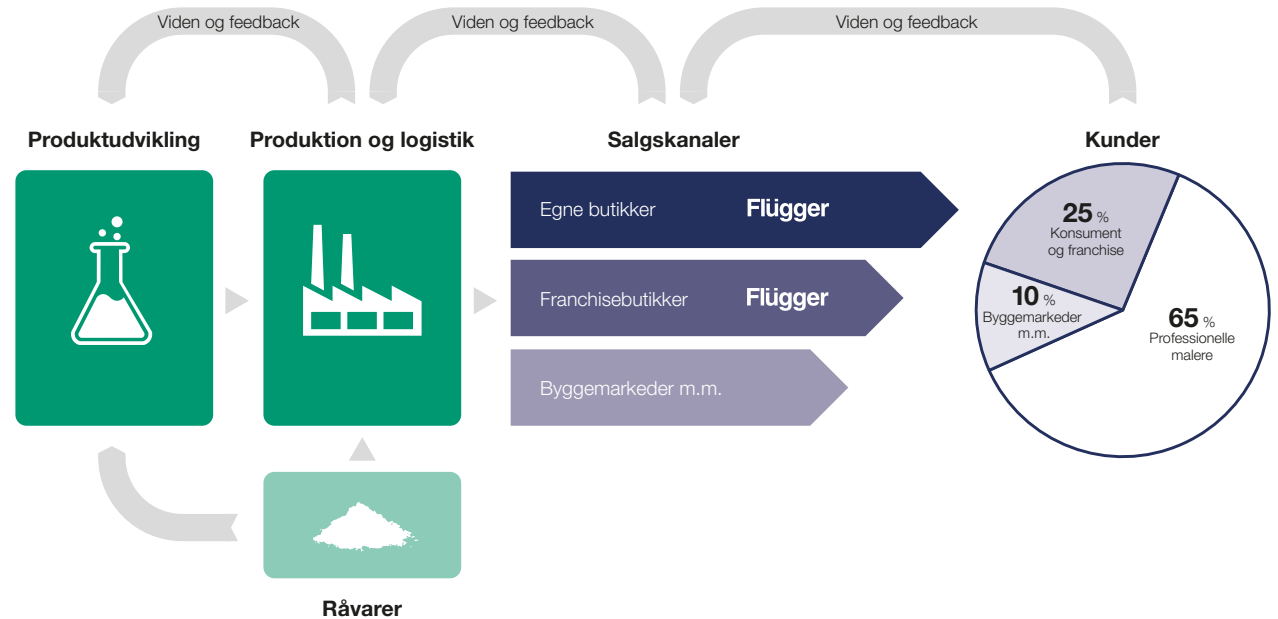 Viden og feedback
Viden og feedback
Viden og feedback
Produktudvikling
Produktion og logistik
Salgskanaler
Kunder
Egne butikker
Flügger
Franchisebutikker
Flügger
Byggemarkeder m.m.
25 %
Konsument
og franchise
10 %
Byggemarkeder
m.m.
65 %
Professionelle
malere
Råvarer